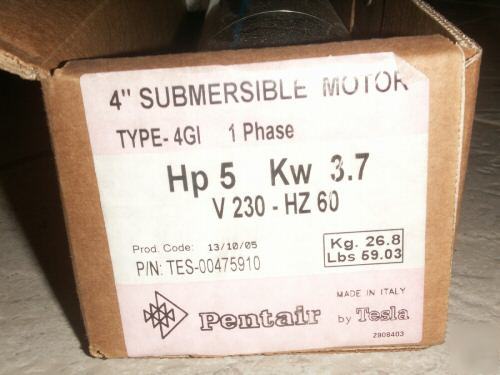 4" SUBMERSIBLE MOTOR
TYPE- 4GI 1 Phase
Hp 5 Kw 3.7
V 230 - HZ 60
Prod. Code: 13/10/05
P/N: TES-00475910
Kg. 26.8
Lbs 59.03
MADE IN ITALY
Pentair by Tesla
2808403